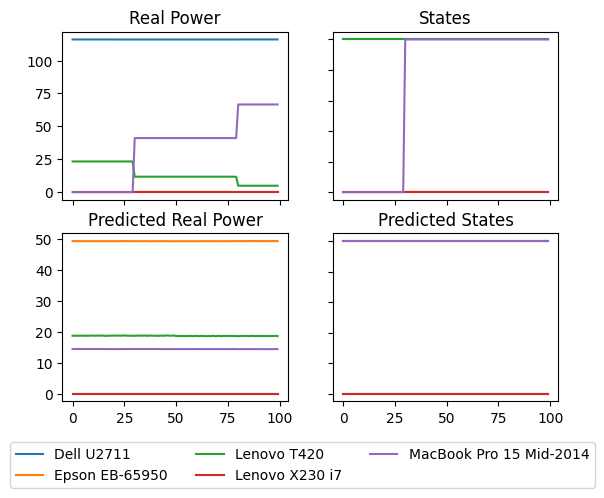 Real Power
States
100
75
50
25
0
Predicted Real Power
Predicted States
50
40
30
20
10
0
0 25 50 75 100
0 25 50 75 100
Dell U2711
Epson EB-65950
Lenovo T420
Lenovo X230 i7
MacBook Pro 15 Mid-2014